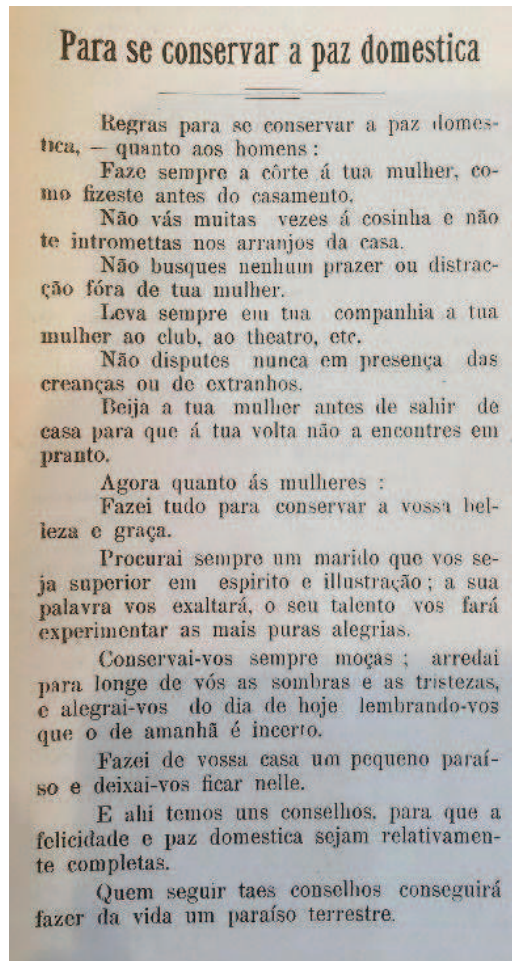 Para se conservar a paz domestica
Regras para se conservar a paz domes-
tica, — quanto aos homens :
Faze sempre a côrte á tua mulher, co-
mo fizeste antes do casamento.
Não vás muitas vezes á cosinha e não
te intromettas nos arranjos da casa.
Não busques nenhum prazer ou distrac-
ção fóra de tua mulher.
Leva sempre em tua companhia a tua
mulher ao club, ao theatro, etc.
Não disputes nunca em presença das
creanças ou de extranhos.
Beija a tua mulher antes de sahir de
casa para que á tua volta não a encontres em
pranto.
Agora quanto ás mulheres :
Fazei tudo para conservar a vossa bel-
leza e graça.
Procurai sempre um marido que vos se-
ja superior em espirito e illustração ; a sua
palavra vos exaltará, o seu talento vos fará
experimentar as mais puras alegrias.
Conservai-vos sempre moças ; arredai
para longe de vós as sombras e as tristezas,
e alegrai-vos do dia de hoje lembrando-vos
que o de amanhã é incerto.
Fazei de vossa casa um pequeno paraí-
so e deixai-vos ficar nelle.
E ahi temos uns conselhos, para que a
felicidade e paz domestica sejam relativamen-
te completas.
Quem seguir taes conselhos conseguirá
fazer da vida um paraíso terrestre.